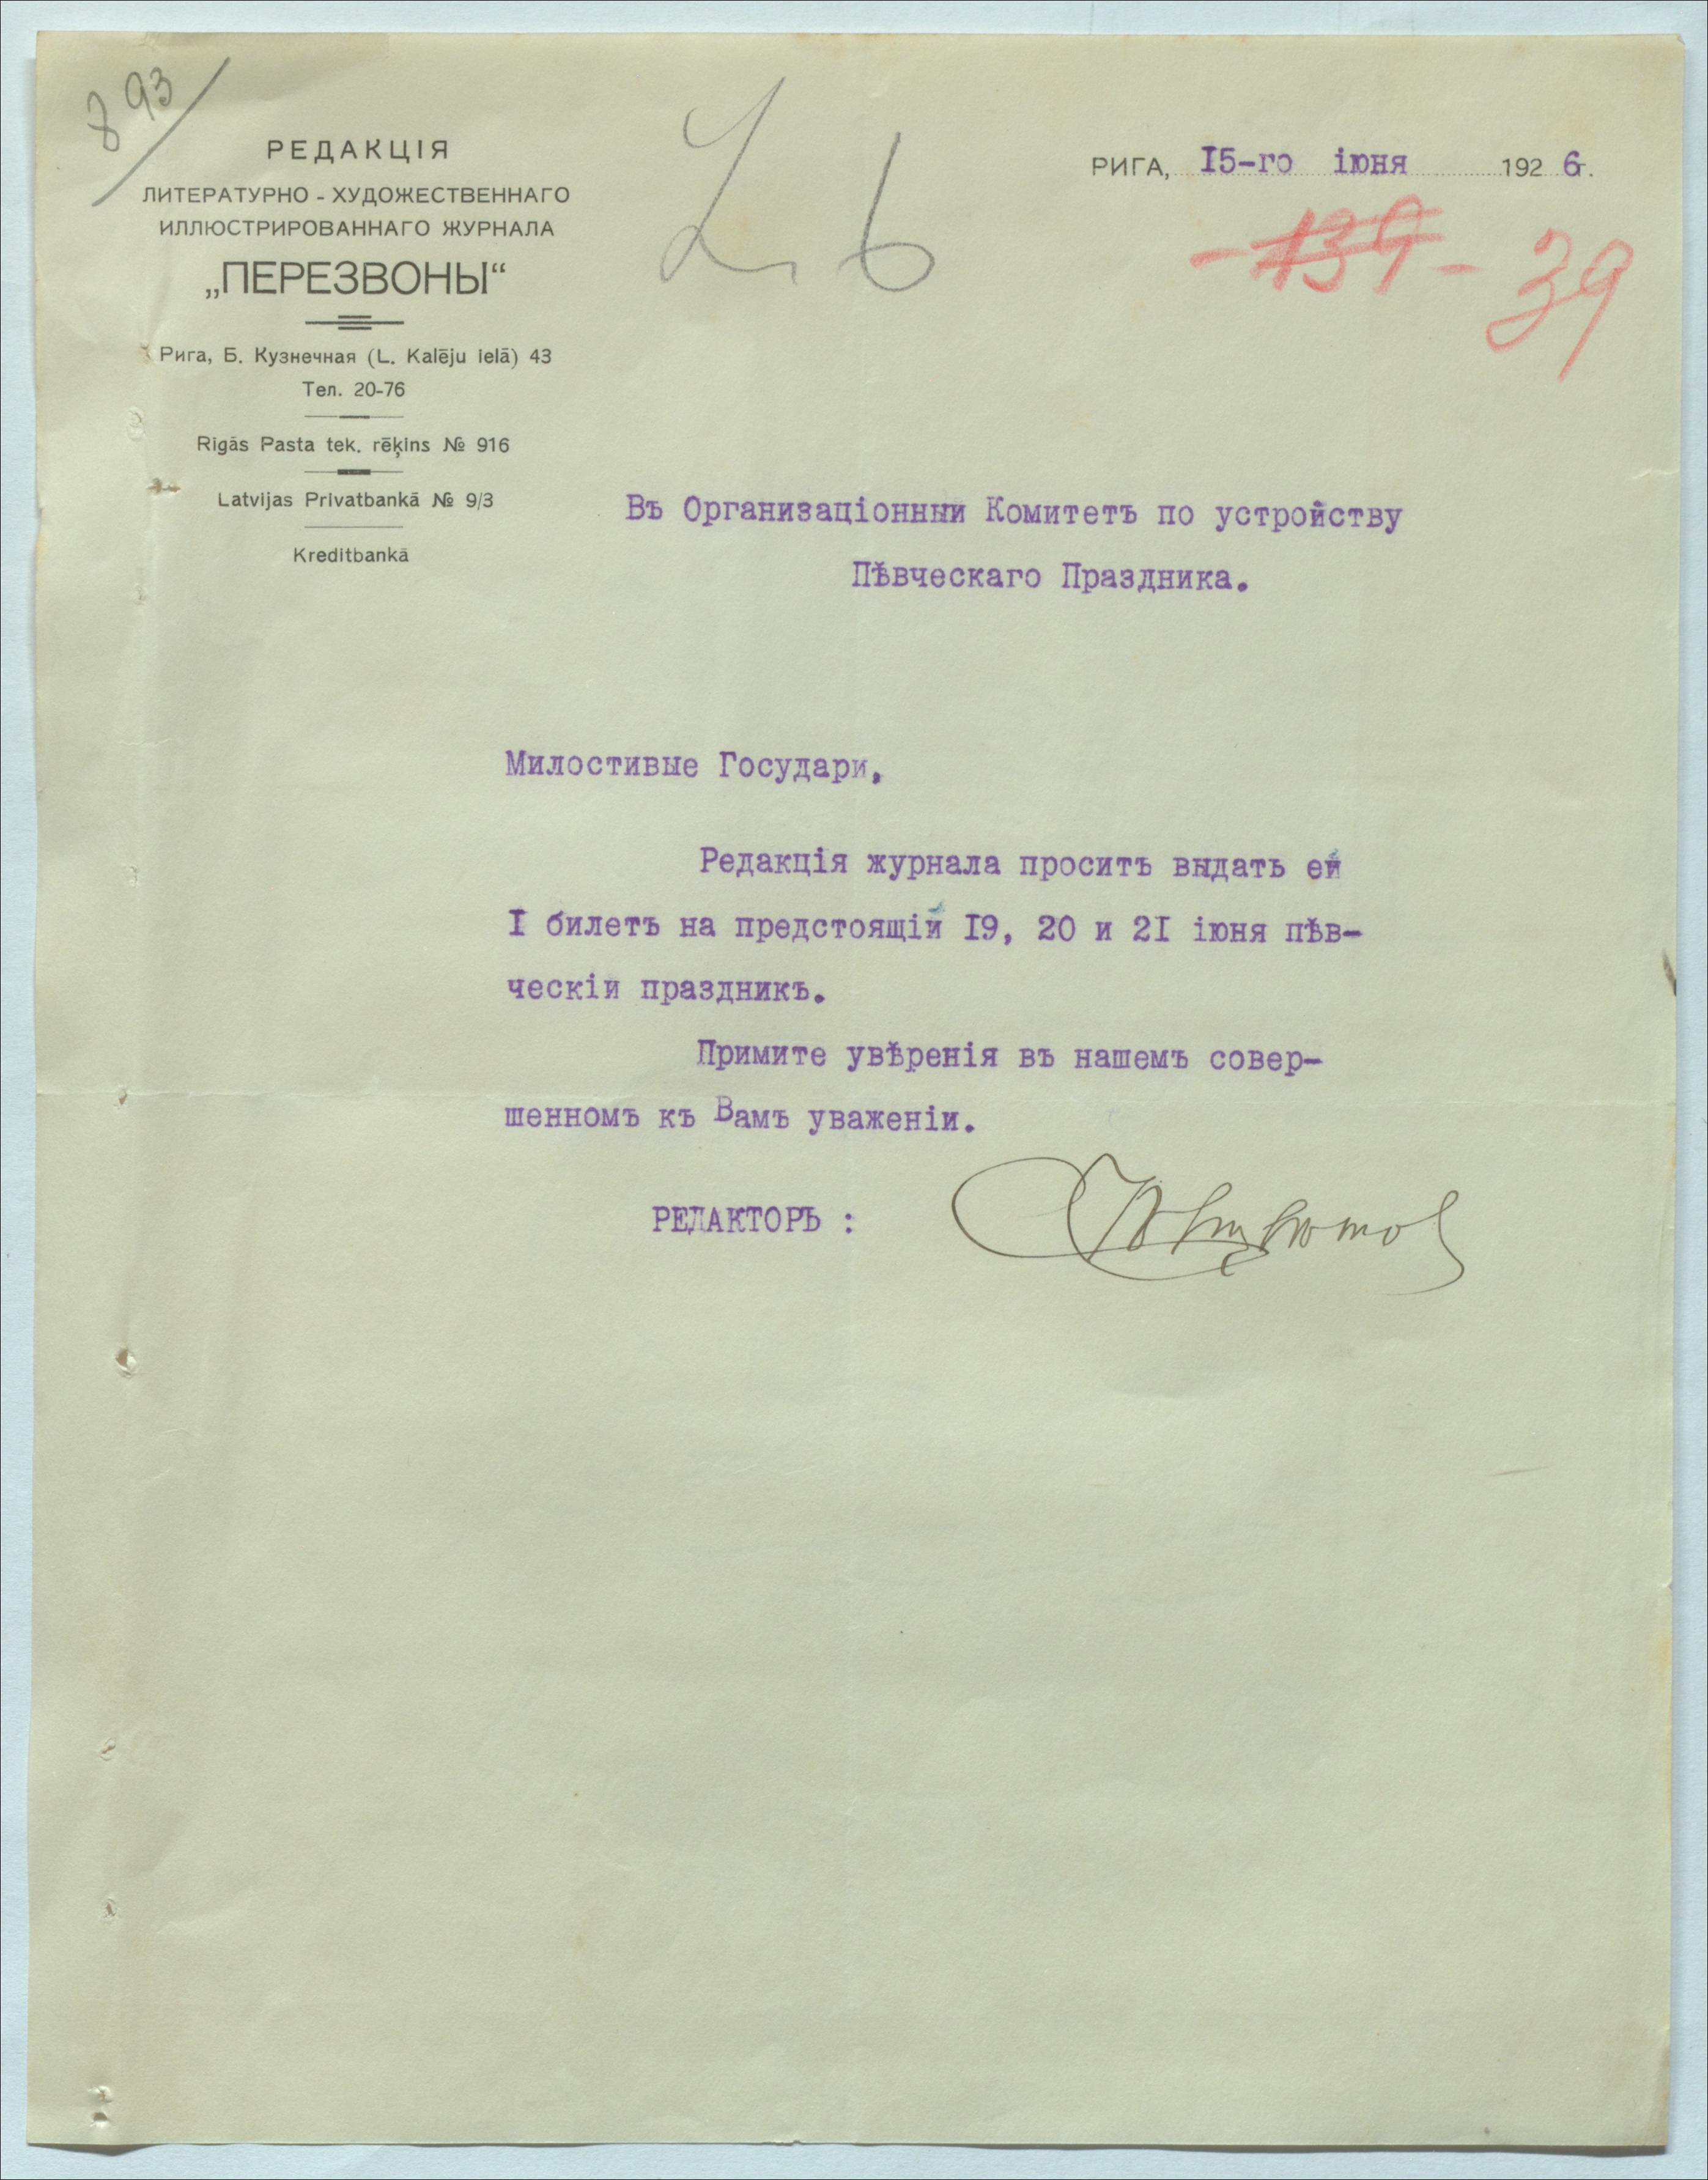 893
РЕДАКЦІЯ
ЛИТЕРАТУРНО - ХУДОЖЕСТВЕННАГО
ИЛЛЮСТРИРОВАННАГО ЖУРНАЛА
„ПЕРЕЗВОНЫ“
Рига, Б. Кузнечная (L. Kalēju ielā) 43
Тел. 20-76
Rīgās Pasta tek. rēķins № 916
Latvijas Privatbankā № 9/3
Kreditbankā
L. b
РИГА, I5-го іюня 1926 г.
-139- 39
Въ Организаціонныи Комитетъ по устройству
Пѣвческаго Праздника.
Милостивые Государи,
Редакція журнала проситъ выдать ей
I билетъ на предстоящій I9, 20 и 2I іюня пѣв-
ческій праздникъ.
Примите увѣренія въ нашемъ совер-
шенномъ къ Вамъ уваженіи.
РЕДАКТОРЪ :